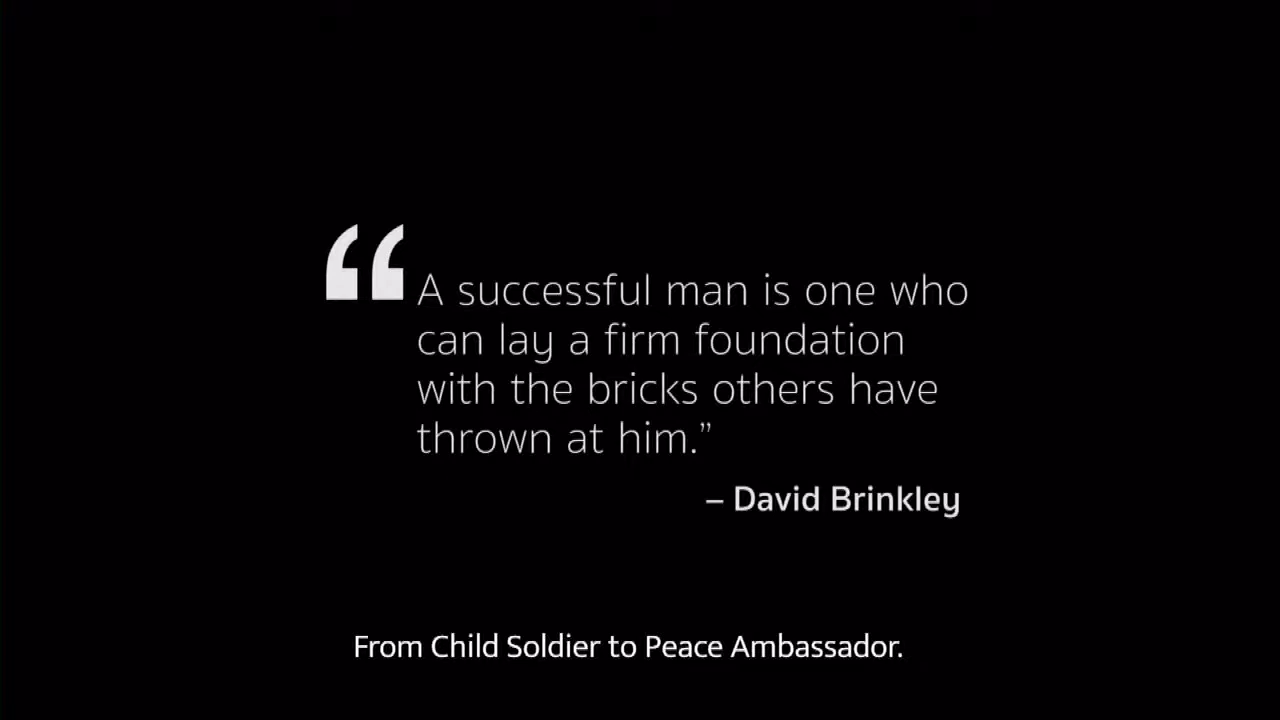 “A successful man is one who
can lay a firm foundation
with the bricks others have
thrown at him.”
– David Brinkley
From Child Soldier to Peace Ambassador.